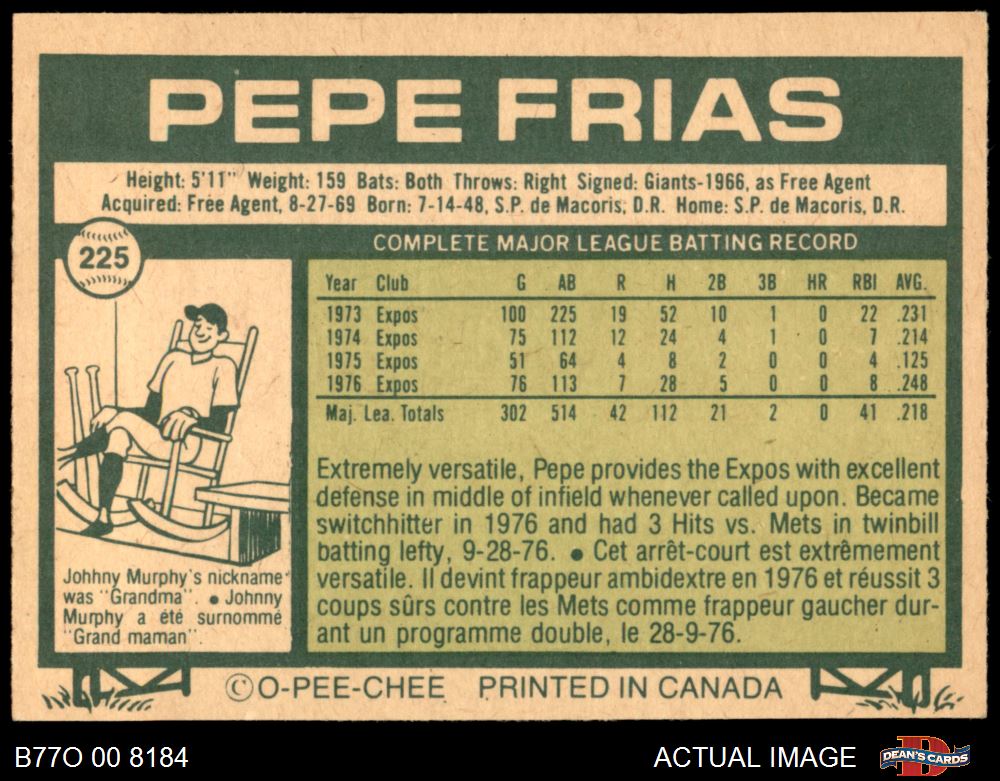 PEPE FRIAS
Height: 5'11" Weight: 159 Bats: Both Throws: Right Signed: Giants-1966, as Free Agent
Acquired: Free Agent, 8-27-69 Born: 7-14-48, S.P. de Macoris, D.R. Home: S.P. de Macoris, D.R.
225
COMPLETE MAJOR LEAGUE BATTING RECORD
Year Club G AB R H 2B 3B HR RBI AVG.
1973 Expos 100 225 19 52 10 1 0 22 .231
1974 Expos 75 112 12 24 4 1 0 7 .214
1975 Expos 51 64 4 8 2 0 0 4 .125
1976 Expos 76 113 7 28 5 0 0 8 .248
Maj. Lea. Totals 302 514 42 112 21 2 0 41 .218
Extremely versatile, Pepe provides the Expos with excellent
defense in middle of infield whenever called upon. Became
switchhitter in 1976 and had 3 Hits vs. Mets in twinbill
batting lefty, 9-28-76. ● Cet arrêt-court est extrêmement
versatile. Il devint frappeur ambidextre en 1976 et réussit 3
coups sûrs contre les Mets comme frappeur gaucher dur-
ant un programme double, le 28-9-76.
Johhny Murphy's nickname
was "Grandma". ● Johnny
Murphy a été surnommé
"Grand maman".
©O-PEE-CHEE PRINTED IN CANADA
B77O 00 8184
ACTUAL IMAGE
DEAN'S CARDS